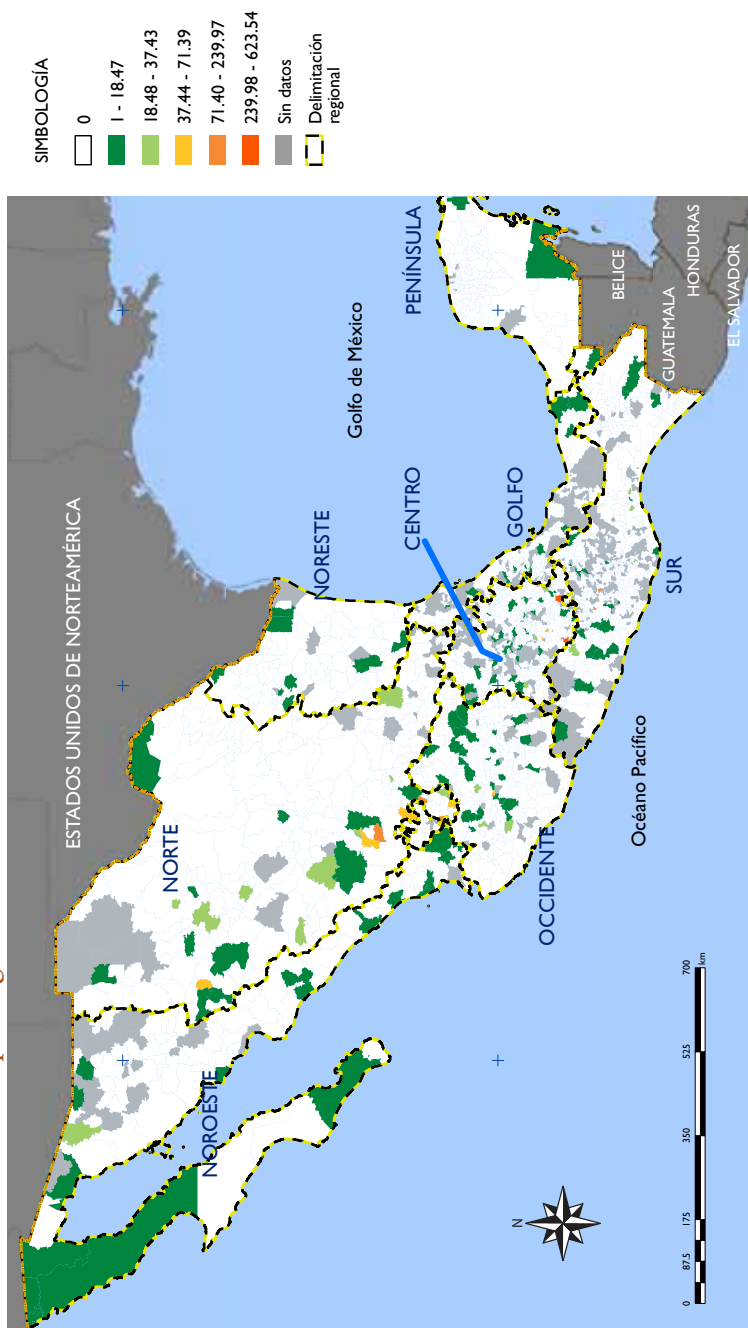 SIMBOLOGÍA
0
1 - 18.47
18.48 - 37.43
37.44 - 71.39
71.40 - 239.97
239.98 - 623.54
Sin datos
Delimitación
regional
ESTADOS UNIDOS DE NORTEAMÉRICA
NOROESTE
NORTE
NORESTE
Golfo de México
CENTRO
PENÍNSULA
GOLFO
OCCIDENTE
SUR
Océano Pacífico
BELICE
GUATEMALA
HONDURAS
EL SALVADOR
N
0 87.5 175 350 525 700
km